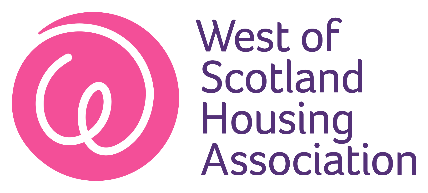 West of
Scotland
Housing
Association